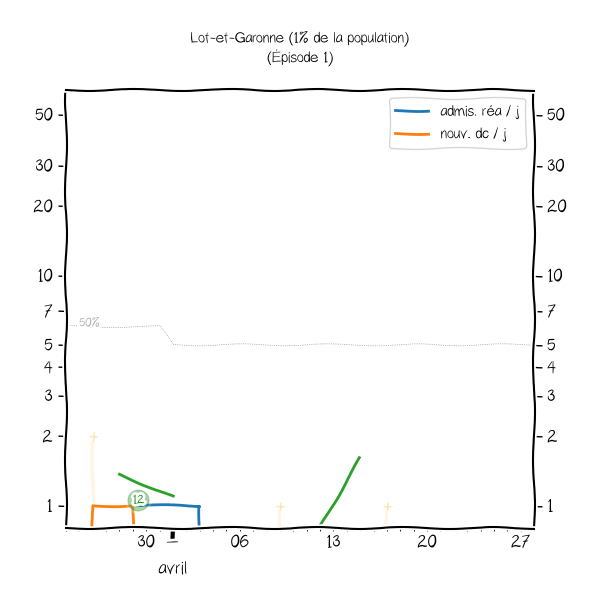 Lot-et-Garonne (1% de la population)
(Épisode 1)
admis. réa / j
nouv. dc / j
50 50
30 30
20 20
10 10
7 7
50%
5 5
4 4
3 3
2 2
12
1 1
30 06 13 20 27
avril